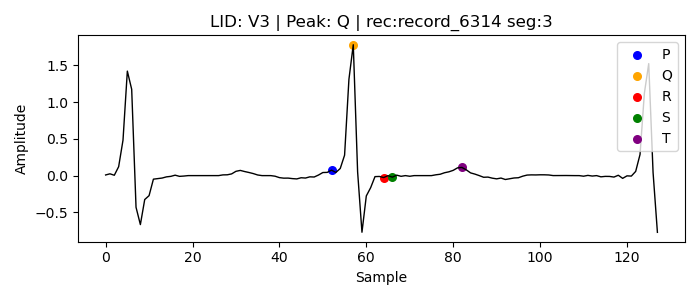 LID: V3 | Peak: Q | rec:record_6314 seg:3
Amplitude
1.5
1.0
0.5
0.0
−0.5
0 20 40 60 80 100 120
Sample
P
Q
R
S
T